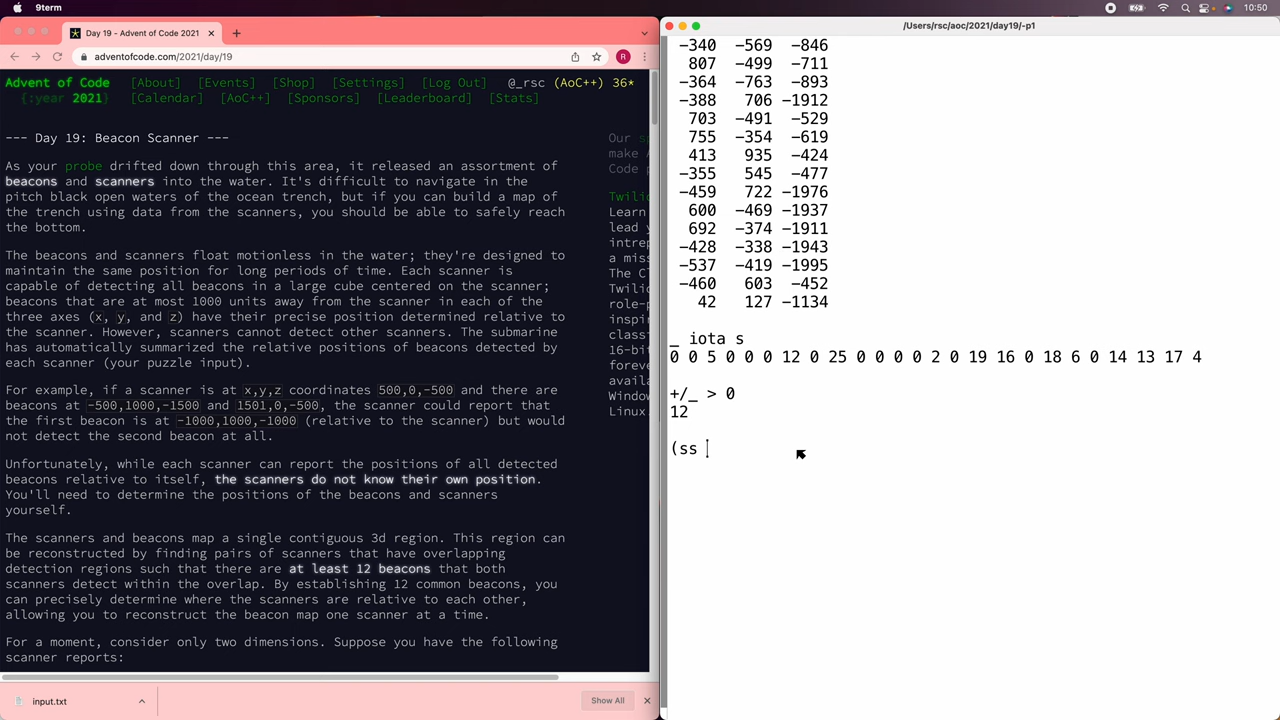 9term
10:50
Day 19 - Advent of Code 2021
/Users/rsc/aoc/2021/day19/-p1
adventofcode.com/2021/day/19
R
Advent of Code [About] [Events] [Shop] [Settings] [Log Out] @_rsc (AoC++) 36*
{:year 2021} [Calendar] [AoC++] [Sponsors] [Leaderboard] [Stats]
--- Day 19: Beacon Scanner ---
As your probe drifted down through this area, it released an assortment of
beacons and scanners into the water. It's difficult to navigate in the
pitch black open waters of the ocean trench, but if you can build a map of
the trench using data from the scanners, you should be able to safely reach
the bottom.
The beacons and scanners float motionless in the water; they're designed to
maintain the same position for long periods of time. Each scanner is
capable of detecting all beacons in a large cube centered on the scanner;
beacons that are at most 1000 units away from the scanner in each of the
three axes (x, y, and z) have their precise position determined relative to
the scanner. However, scanners cannot detect other scanners. The submarine
has automatically summarized the relative positions of beacons detected by
each scanner (your puzzle input).
For example, if a scanner is at x,y,z coordinates 500,0,-500 and there are
beacons at -500,1000,-1500 and 1501,0,-500, the scanner could report that
the first beacon is at -1000,1000,-1000 (relative to the scanner) but would
not detect the second beacon at all.
Unfortunately, while each scanner can report the positions of all detected
beacons relative to itself, the scanners do not know their own position.
You'll need to determine the positions of the beacons and scanners
yourself.
The scanners and beacons map a single contiguous 3d region. This region can
be reconstructed by finding pairs of scanners that have overlapping
detection regions such that there are at least 12 beacons that both
scanners detect within the overlap. By establishing 12 common beacons, you
can precisely determine where the scanners are relative to each other,
allowing you to reconstruct the beacon map one scanner at a time.
For a moment, consider only two dimensions. Suppose you have the following
scanner reports:
Our
make
Code
Learn
lead
a
The
role-
16-bit
Linux.
input.txt
Show All
-340 -569 -846
807 -499 -711
-364 -763 -893
-388 706 -1912
703 -491 -529
755 -354 -619
413 935 -424
-355 545 -477
-459 722 -1976
600 -469 -1937
692 -374 -1911
-428 -338 -1943
-537 -419 -1995
-460 603 -452
42 127 -1134
_ iota s
0 0 5 0 0 0 12 0 25 0 0 0 0 2 0 19 16 0 18 6 0 14 13 17 4
+/_ > 0
12
(ss